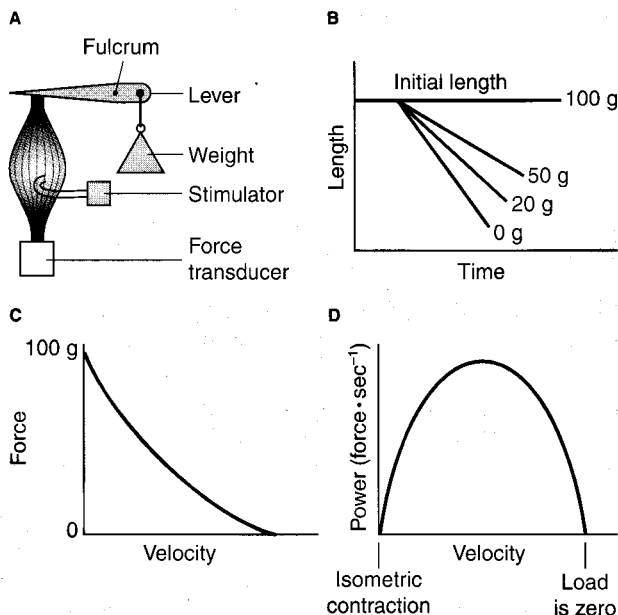 A
Fulcrum
Lever
Weight
Stimulator
Force
transducer
B
Initial length
100 g
50 g
20 g
0 g
Length
Time
C
100 g
Force
0
Velocity
D
Power (force · sec⁻¹)
Velocity
Isometric
contraction
Load
is zero